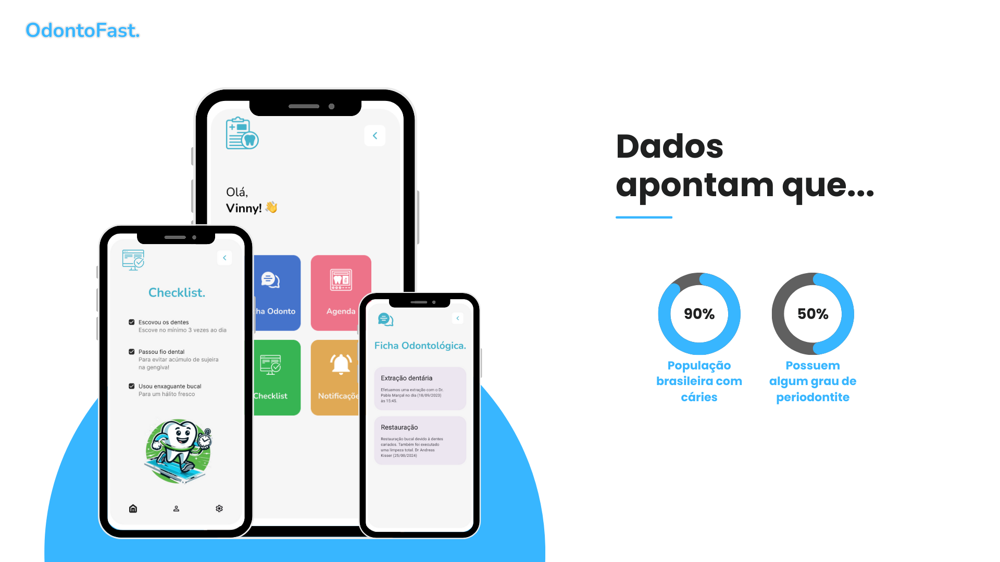 OdontoFast.
Olá,
Vinny! 👋
ha Odonto
Agenda
Checklist
Notificaçõe
Checklist.
Escovou os dentes
Escove no mínimo 3 vezes ao dia
Passou fio dental
Para evitar acúmulo de sujeira
na gengiva!
Usou enxaguante bucal
Para um hálito fresco
Ficha Odontológica.
Extração dentária
Efetuamos uma extração com o Dr.
Pablo Marçal no dia (18/09/2023)
às 15:45.
Restauração
Restauração bucal devido à dentes
cariados. Também foi executado
uma limpeza total. Dr Andreas
Kisser (25/08/2024)
Dados
apontam que...
90%
População
brasileira com
cáries
50%
Possuem
algum grau de
periodontite